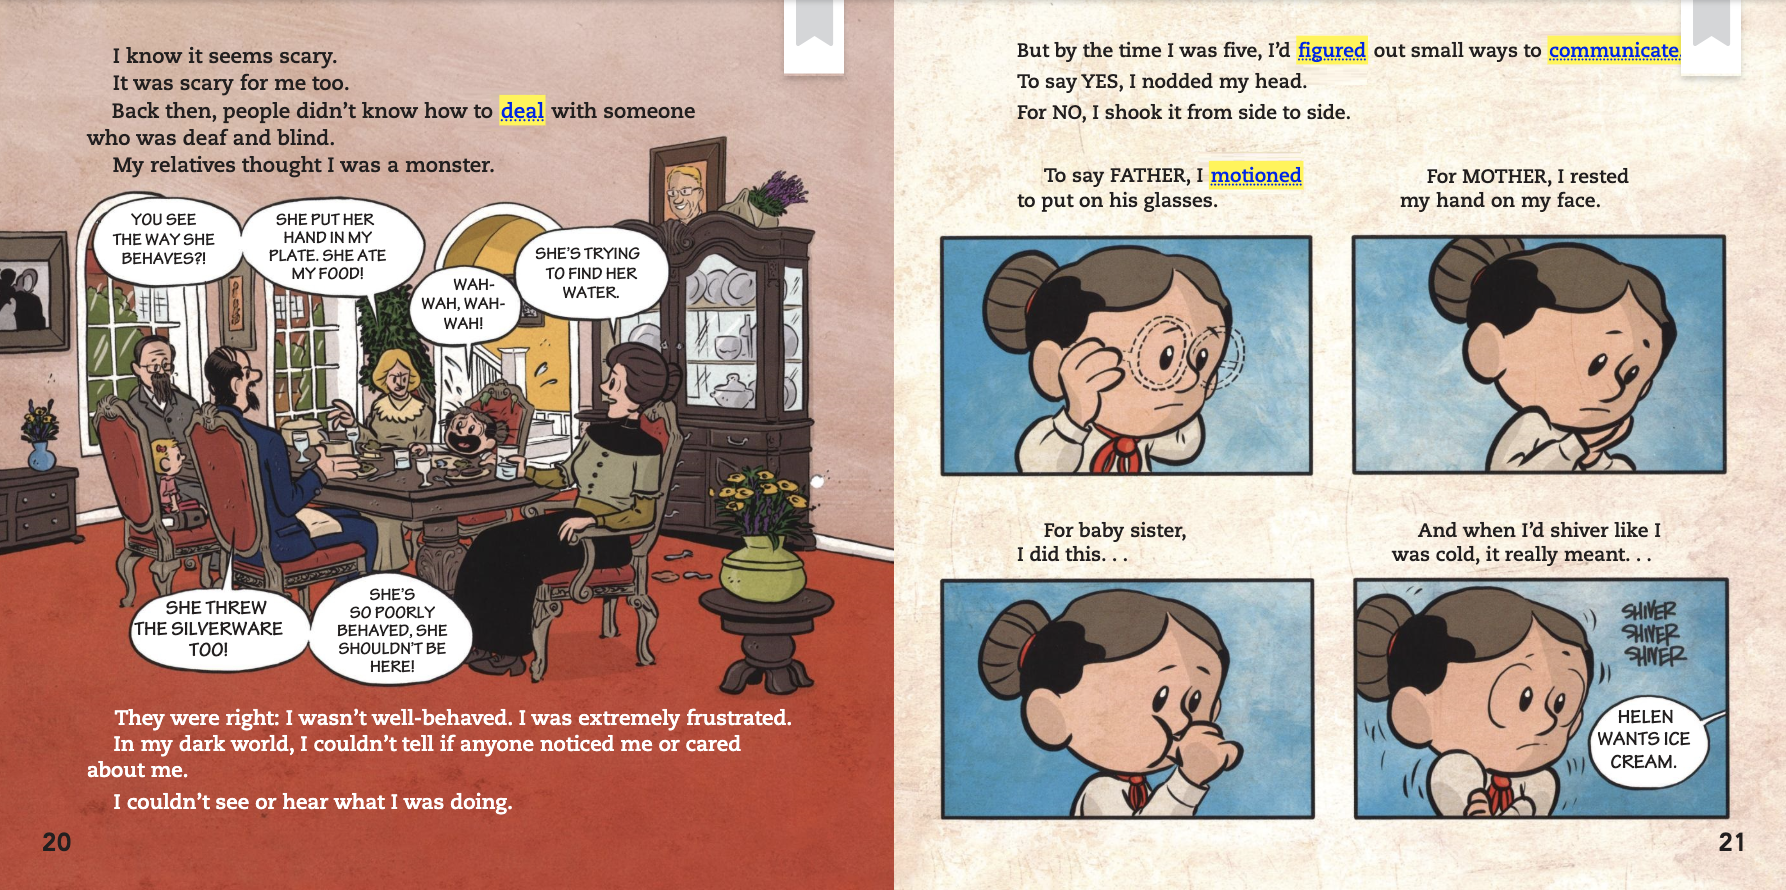 I know it seems scary.
It was scary for me too.
Back then, people didn't know how to deal with someone
who was deaf and blind.
My relatives thought I was a monster.
YOU SEE
THE WAY SHE
BEHAVES?!
SHE PUT HER
HAND IN MY
PLATE. SHE ATE
MY FOOD!
WAH-
WAH, WAH-
WAH!
SHE'S TRYING
TO FIND HER
WATER.
SHE THREW
THE SILVERWARE
TOO!
SHE'S
SO POORLY
BEHAVED, SHE
SHOULDN'T BE
HERE!
They were right: I wasn't well-behaved. I was extremely frustrated.
In my dark world, I couldn't tell if anyone noticed me or cared
about me.
I couldn't see or hear what I was doing.
20
But by the time I was five, I'd figured out small ways to communicate.
To say YES, I nodded my head.
For NO, I shook it from side to side.
To say FATHER, I motioned
to put on his glasses.
For MOTHER, I rested
my hand on my face.
For baby sister,
I did this. . .
And when I'd shiver like I
was cold, it really meant. . .
SHIVER
SHIVER
SHIVER
HELEN
WANTS ICE
CREAM.
21